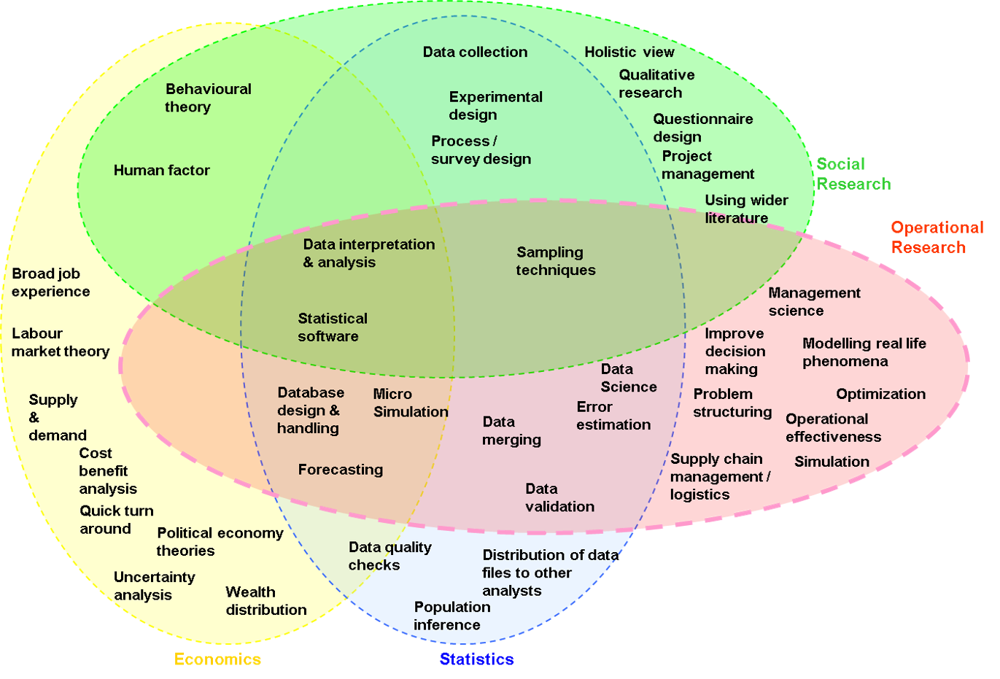 Data collection
Holistic view
Qualitative
research
Behavioural
theory
Experimental
design
Questionnaire
design
Process /
survey design
Project
management
Human factor
Social
Research
Using wider
literature
Operational
Research
Data interpretation
& analysis
Sampling
techniques
Broad job
experience
Management
science
Statistical
software
Labour
market theory
Improve
decision
making
Modelling real life
phenomena
Data
Science
Database
design &
handling
Micro
Simulation
Problem
structuring
Optimization
Supply
&
demand
Error
estimation
Data
merging
Operational
effectiveness
Cost
benefit
analysis
Forecasting
Supply chain
management /
logistics
Simulation
Data
validation
Quick turn
around
Political economy
theories
Data quality
checks
Distribution of data
files to other
analysts
Uncertainty
analysis
Wealth
distribution
Population
inference
Economics
Statistics